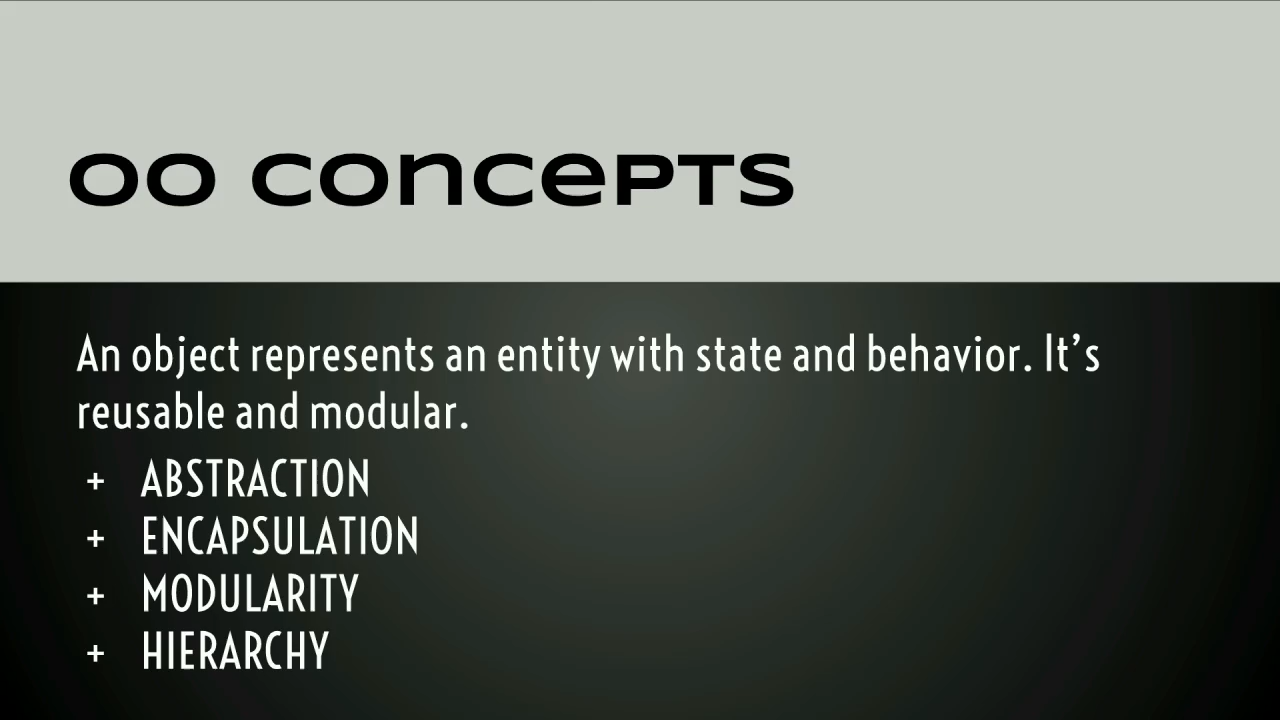 OO CONCEPTS
An object represents an entity with state and behavior. It’s
reusable and modular.
+ ABSTRACTION
+ ENCAPSULATION
+ MODULARITY
+ HIERARCHY